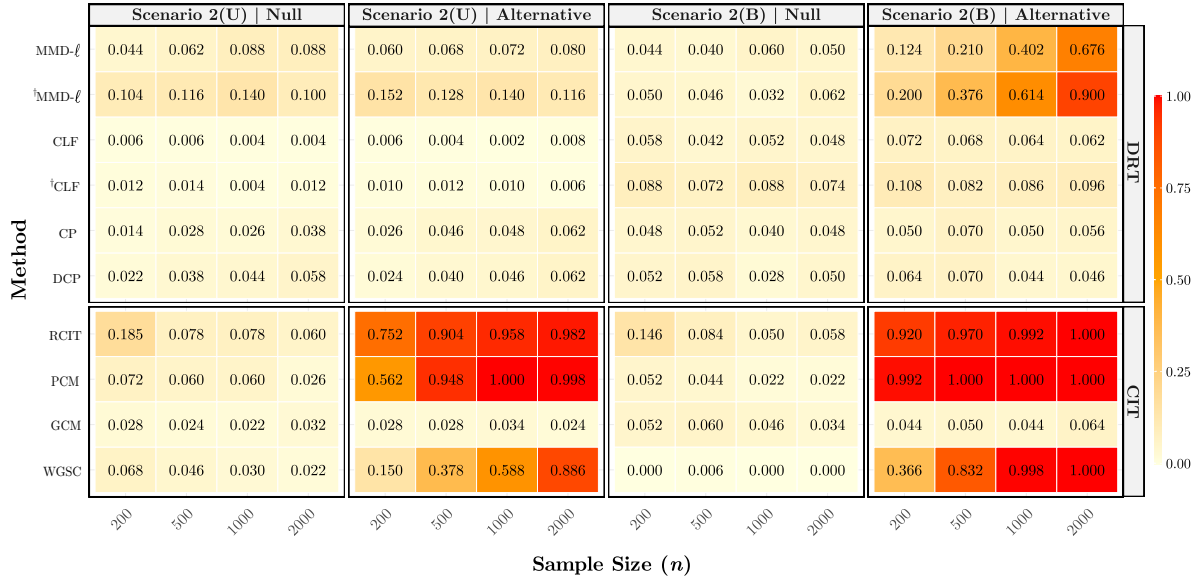 Scenario 2(U) | Null Scenario 2(U) | Alternative Scenario 2(B) | Null Scenario 2(B) | Alternative
MMD-ℓ 0.044 0.062 0.088 0.088 0.060 0.068 0.072 0.080 0.044 0.040 0.060 0.050 0.124 0.210 0.402 0.676
†MMD-ℓ 0.104 0.116 0.140 0.100 0.152 0.128 0.140 0.116 0.050 0.046 0.032 0.062 0.200 0.376 0.614 0.900
CLF 0.006 0.006 0.004 0.004 0.006 0.004 0.002 0.008 0.058 0.042 0.052 0.048 0.072 0.068 0.064 0.062
†CLF 0.012 0.014 0.004 0.012 0.010 0.012 0.010 0.006 0.088 0.072 0.088 0.074 0.108 0.082 0.086 0.096
CP 0.014 0.028 0.026 0.038 0.026 0.046 0.048 0.062 0.048 0.052 0.040 0.048 0.050 0.070 0.050 0.056
DCP 0.022 0.038 0.044 0.058 0.024 0.040 0.046 0.062 0.052 0.058 0.028 0.050 0.064 0.070 0.044 0.046
DRT
RCIT 0.185 0.078 0.078 0.060 0.752 0.904 0.958 0.982 0.146 0.084 0.050 0.058 0.920 0.970 0.992 1.000
PCM 0.072 0.060 0.060 0.026 0.562 0.948 1.000 0.998 0.052 0.044 0.022 0.022 0.992 1.000 1.000 1.000
GCM 0.028 0.024 0.022 0.032 0.028 0.028 0.034 0.024 0.052 0.060 0.046 0.034 0.044 0.050 0.044 0.064
WGSC 0.068 0.046 0.030 0.022 0.150 0.378 0.588 0.886 0.000 0.006 0.000 0.000 0.366 0.832 0.998 1.000
CIT
200 500 1000 2000 200 500 1000 2000 200 500 1000 2000 200 500 1000 2000
Sample Size (n)
Method
1.00
0.75
0.50
0.25
0.00